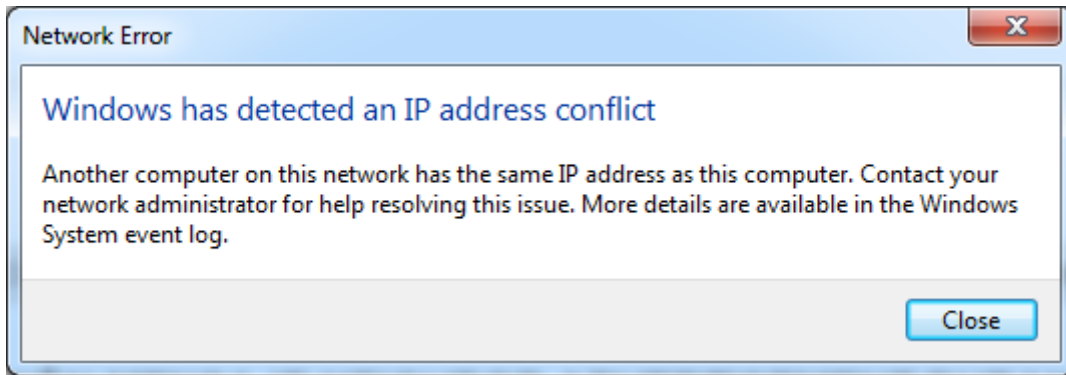 Network Error
Windows has detected an IP address conflict
Another computer on this network has the same IP address as this computer. Contact your
network administrator for help resolving this issue. More details are available in the Windows
System event log.
Close